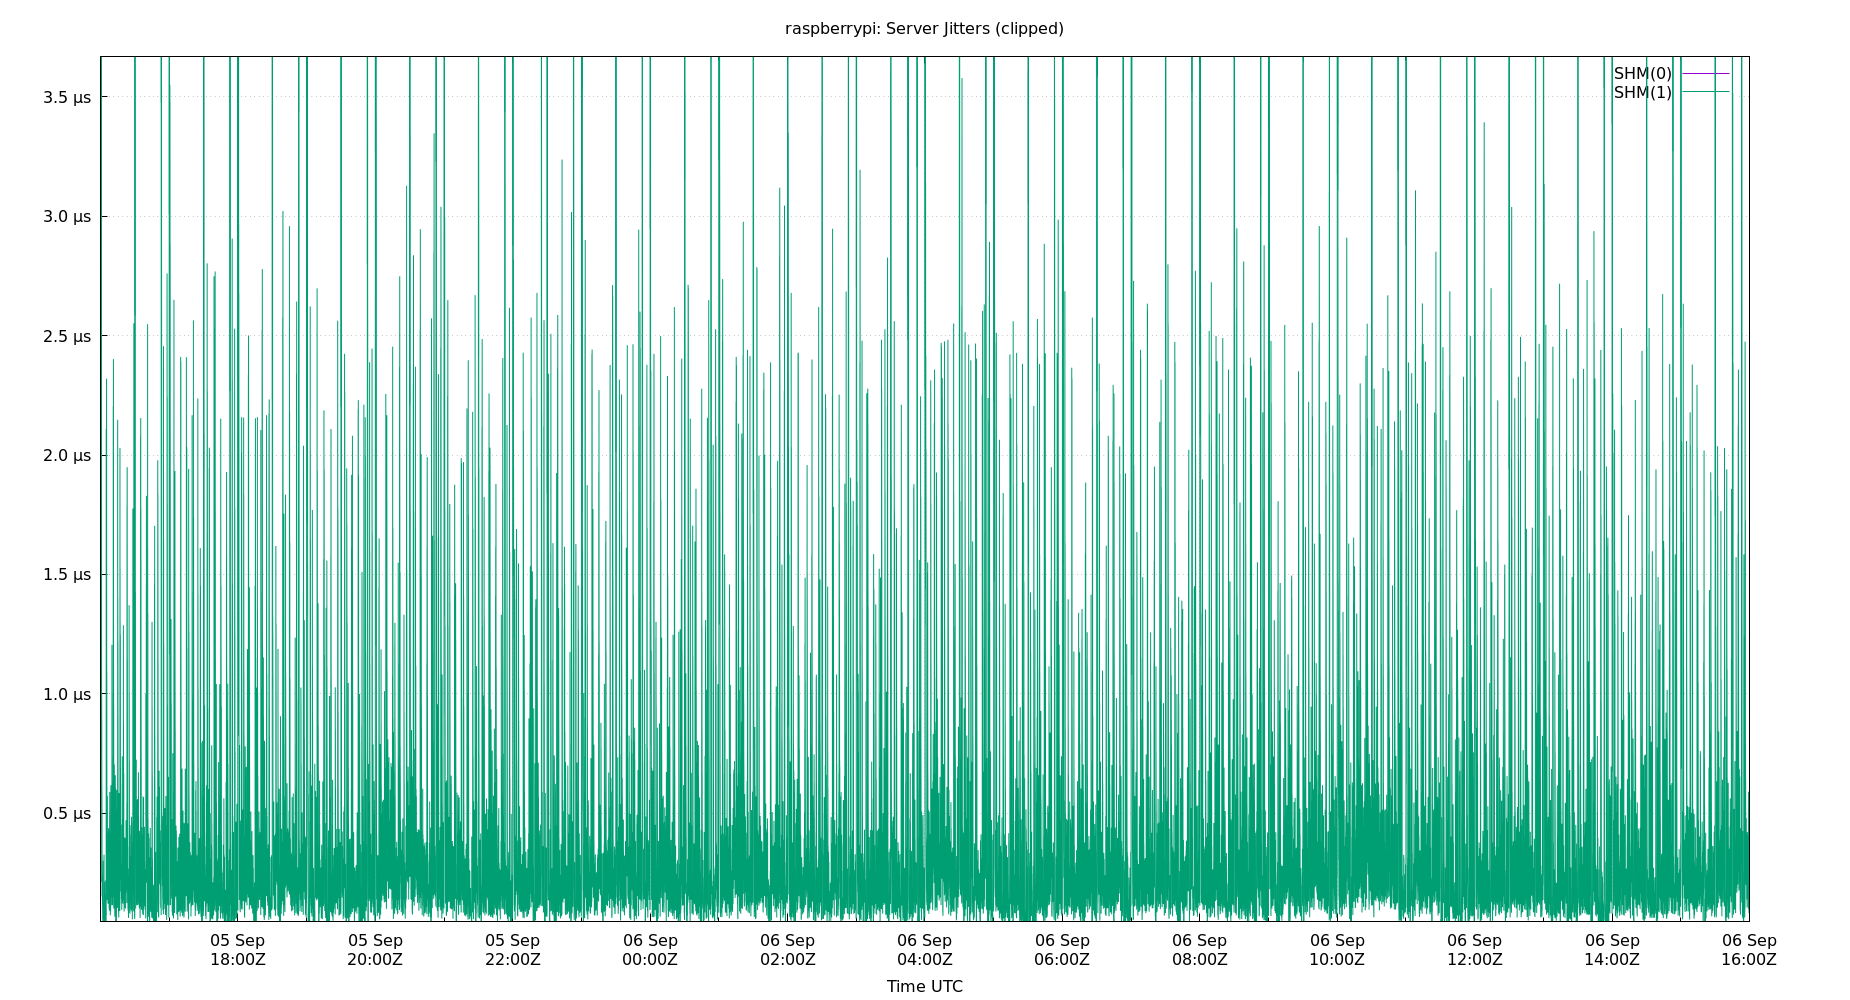 raspberrypi: Server Jitters (clipped)
SHM(0)
SHM(1)
3.5 μs
3.0 μs
2.5 μs
2.0 μs
1.5 μs
1.0 μs
0.5 μs
05 Sep 05 Sep 05 Sep 06 Sep 06 Sep 06 Sep 06 Sep 06 Sep 06 Sep 06 Sep 06 Sep 06 Sep
18:00Z 20:00Z 22:00Z 00:00Z 02:00Z 04:00Z 06:00Z 08:00Z 10:00Z 12:00Z 14:00Z 16:00Z
Time UTC